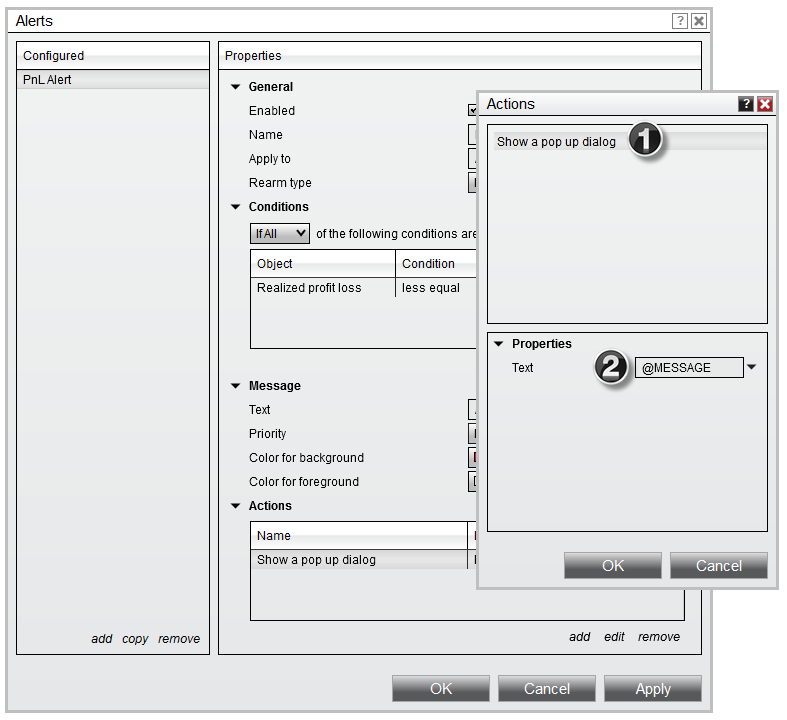 Alerts
?
Configured
PnL Alert
add copy remove
Properties
General
Enabled
Name
Apply to
Rearm type
Conditions
If All of the following conditions are
Object Condition
Realized profit loss less equal
Message
Text
Priority
Color for background
Color for foreground
Actions
Name
Show a pop up dialog
add edit remove
OK Cancel Apply
Actions
?
Show a pop up dialog 1
Properties
Text 2 @MESSAGE
OK Cancel